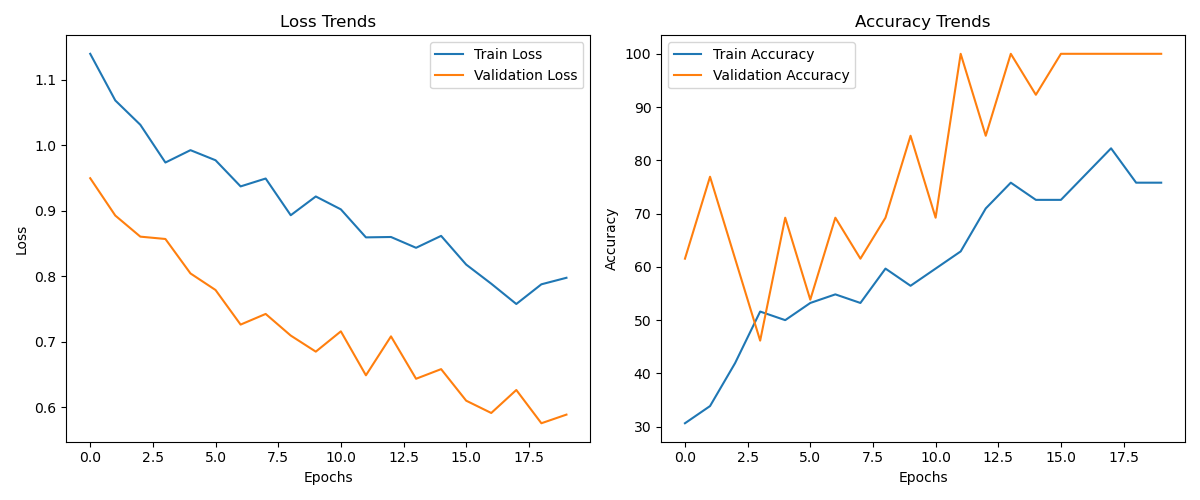 Loss Trends
Train Loss
Validation Loss
1.1
1.0
0.9
0.8
0.7
0.6
Loss
0.0 2.5 5.0 7.5 10.0 12.5 15.0 17.5
Epochs
Accuracy Trends
Train Accuracy
Validation Accuracy
100
90
80
70
60
50
40
30
Accuracy
0.0 2.5 5.0 7.5 10.0 12.5 15.0 17.5
Epochs